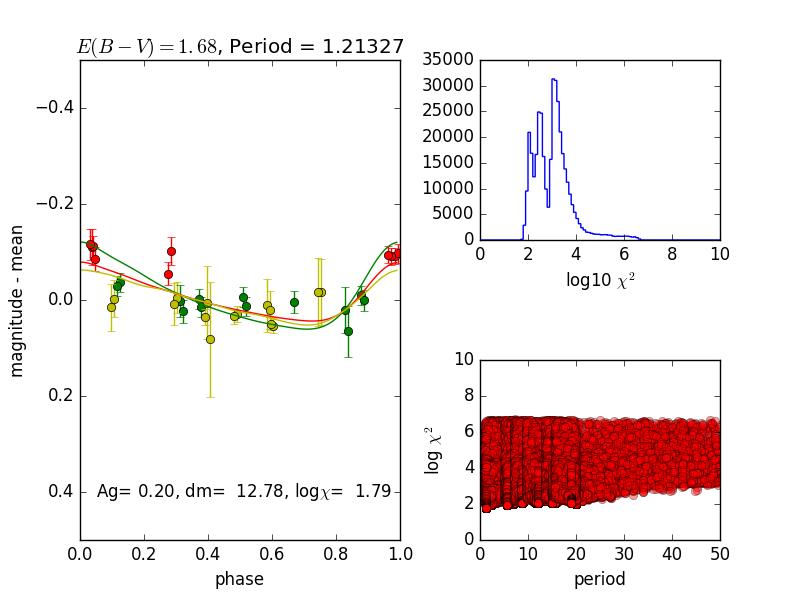 E(B−V)=1.68, Period = 1.21327
−0.4
−0.2
0.0
0.2
0.4
magnitude - mean
Ag= 0.20, dm= 12.78, logχ= 1.79
0.0 0.2 0.4 0.6 0.8 1.0
phase
35000
30000
25000
20000
15000
10000
5000
0
0 2 4 6 8 10
log10 χ²
10
8
6
4
2
0
log χ²
0 10 20 30 40 50
period